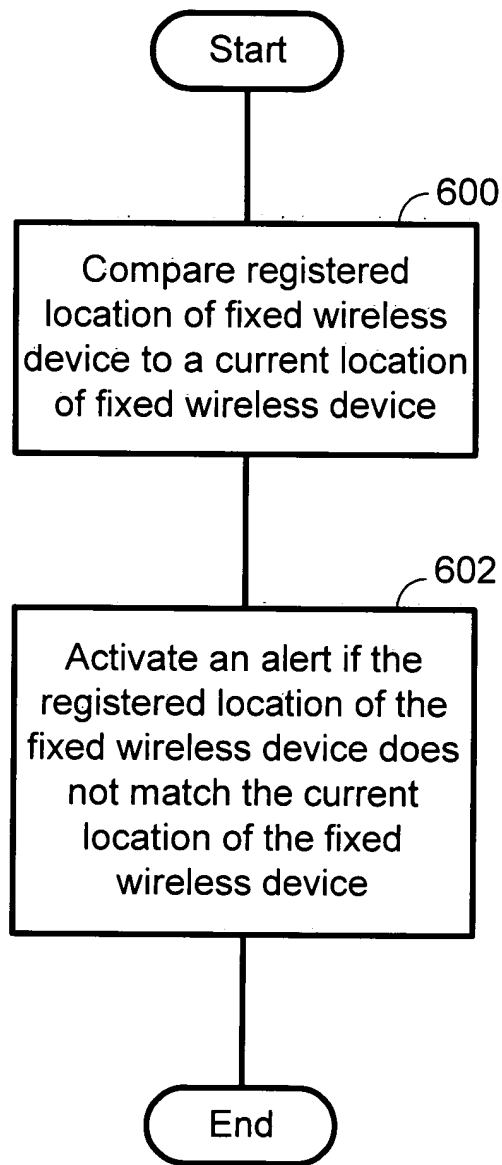 Start
600
Compare registered
location of fixed wireless
device to a current location
of fixed wireless device
602
Activate an alert if the
registered location of the
fixed wireless device does
not match the current
location of the fixed
wireless device
End